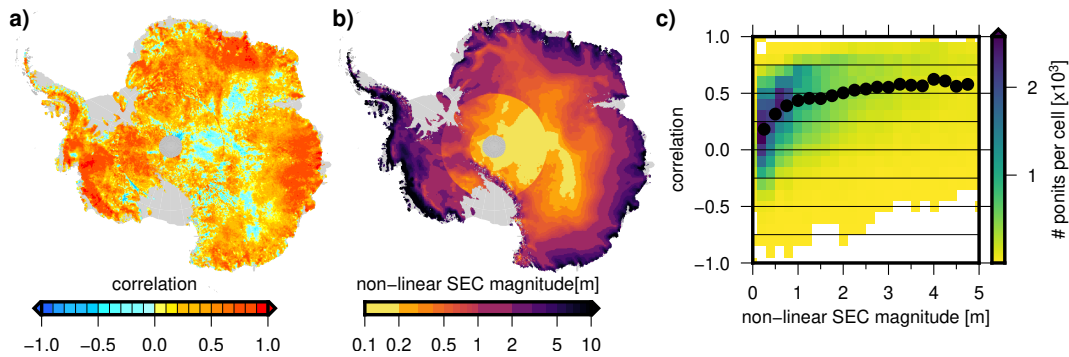 a)
b)
c)
correlation
−1.0 −0.5 0.0 0.5 1.0
non−linear SEC magnitude[m]
0.1 0.2 0.5 1 2 5 10
correlation
1.0
0.5
0.0
−0.5
−1.0
0 1 2 3 4 5
non−linear SEC magnitude [m]
2
1
# ponits per cell [x10³]